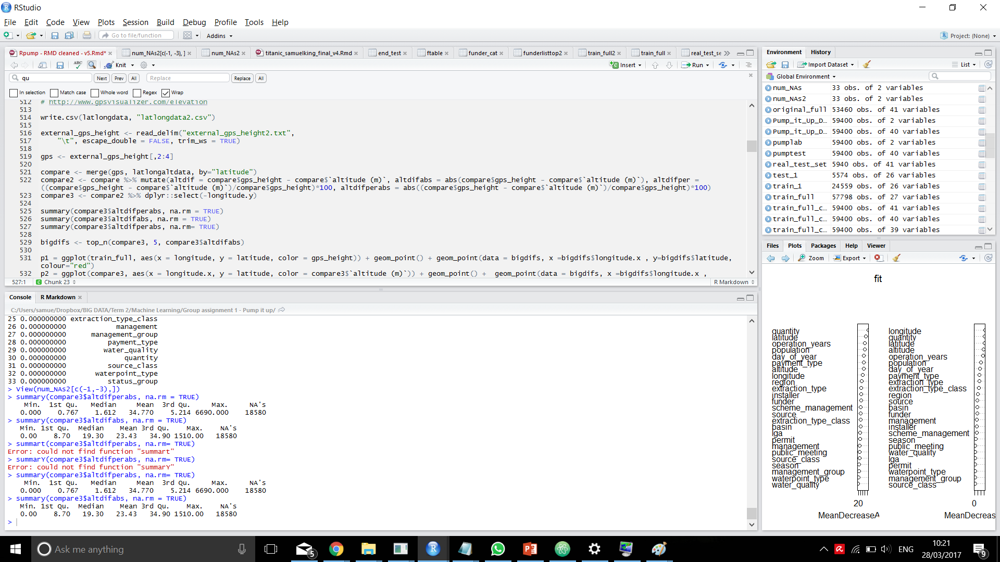 RStudio
File Edit Code View Plots Session Build Debug Profile Tools Help
Go to file/function Addins Project: (None)
Rpump - RMD cleaned - v5.Rmd* num_NAs2[c(-1, -3), ] num_NAs2 titanic_samuelking_final_v4.Rmd end_test ftable funder_cat funderlisttop2 train_full2 train_full real_test_se
ABC Knit Insert Run
qu Next Prev All Replace Replace All
In selection Match case Whole word Regex Wrap
512 # http://www.gpsvisualizer.com/elevation
513
514 write.csv(latlongdata, "latlongdata2.csv")
515
516 external_gps_height <- read_delim("external_gps_height2.txt",
517 "\t", escape_double = FALSE, trim_ws = TRUE)
518
519 gps <- external_gps_height[,2:4]
520
521 compare <- merge(gps, latlongaltdata, by="latitude")
522 compare2 <- compare %>% mutate(altdif = compare$gps_height - compare$`altitude (m)`, altdifabs = abs(compare$gps_height - compare$`altitude (m)`), altdifper =
((compare$gps_height - compare$`altitude (m)`)/compare$gps_height)*100, altdifperabs = abs((compare$gps_height - compare$`altitude (m)`)/compare$gps_height)*100)
523 compare3 <- compare2 %>% dplyr::select(-longitude.y)
524
525 summary(compare3$altdifperabs, na.rm = TRUE)
526 summary(compare3$altdifabs, na.rm = TRUE)
527 summary(compare3$altdifperabs, na.rm= TRUE)
528
529 bigdifs <- top_n(compare3, 5, compare3$altdifabs)
530
531 p1 = ggplot(train_full, aes(x = longitude, y = latitude, color = gps_height)) + geom_point() + geom_point(data = bigdifs, x =bigdifs$longitude.x , y=bigdifs$latitude,
colour="red")
532 p2 = ggplot(compare3, aes(x = longitude.x, y = latitude, color = compare3$`altitude (m)`)) + geom_point() + geom_point(data = bigdifs, x =bigdifs$longitude.x ,
527:1 Chunk 23 R Markdown
Console R Markdown
C:/Users/samue/Dropbox/BIG DATA/Term 2/Machine Learning/Group assignment 1 - Pump it up/
25 0.000000000 extraction_type_class
26 0.000000000 management
27 0.000000000 management_group
28 0.000000000 payment_type
29 0.000000000 water_quality
30 0.000000000 quantity
31 0.000000000 source_class
32 0.000000000 waterpoint_type
33 0.000000000 status_group
> View(num_NAs2[c(-1,-3),])
> summary(compare3$altdifperabs, na.rm = TRUE)
Min. 1st Qu. Median Mean 3rd Qu. Max. NA's
0.000 0.767 1.612 34.770 5.214 6690.000 18580
> summary(compare3$altdifabs, na.rm = TRUE)
Min. 1st Qu. Median Mean 3rd Qu. Max. NA's
0.00 8.70 19.30 23.43 34.90 1510.00 18580
> summart(compare3$altdifperabs, na.rm= TRUE)
Error: could not find function "summart"
> summarY(compare3$altdifperabs, na.rm= TRUE)
Error: could not find function "summarY"
> summary(compare3$altdifperabs, na.rm= TRUE)
Min. 1st Qu. Median Mean 3rd Qu. Max. NA's
0.000 0.767 1.612 34.770 5.214 6690.000 18580
> summary(compare3$altdifabs, na.rm = TRUE)
Min. 1st Qu. Median Mean 3rd Qu. Max. NA's
0.00 8.70 19.30 23.43 34.90 1510.00 18580
>
Environment History
Import Dataset List
Global Environment
num_NAs 33 obs. of 2 variables
num_NAs2 33 obs. of 2 variables
original_full 53460 obs. of 41 variables
Pump_it_Up_D… 59400 obs. of 2 variables
Pump_it_Up_D… 59400 obs. of 40 variables
pumplab 59400 obs. of 2 variables
pumptest 59400 obs. of 40 variables
real_test_set 5940 obs. of 41 variables
test_1 5574 obs. of 26 variables
train_1 24559 obs. of 26 variables
train_full 57798 obs. of 27 variables
train_full_c… 59400 obs. of 41 variables
train_full_c… 59400 obs. of 40 variables
train_full_c… 59400 obs. of 39 variables
Files Plots Packages Help Viewer
Zoom Export
fit
quantity
latitude
operation_years
population
day_of_year
payment_type
altitude
longitude
region
extraction_type
installer
funder
scheme_management
source
extraction_type_class
basin
lga
permit
management
public_meeting
source_class
season
management_group
waterpoint_type
water_quality
20
MeanDecreaseA
longitude
quantity
latitude
altitude
operation_years
population
day_of_year
payment_type
extraction_type
extraction_type_class
region
source
basin
funder
management
installer
scheme_management
season
public_meeting
water_quality
lga
permit
waterpoint_type
management_group
source_class
0
MeanDecreas
Ask me anything 5 ENG 10:21
28/03/2017 9